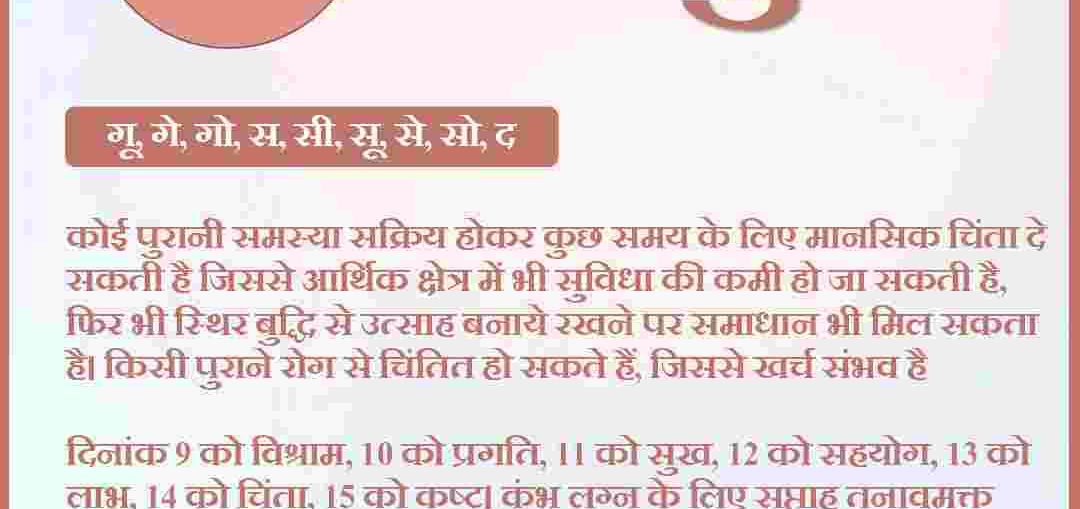 गू, गे, गो, स, सी, सू, से, सो, द
कोई पुरानी समस्या सक्रिय होकर कुछ समय के लिए मानसिक चिंता दे
सकती है जिससे आर्थिक क्षेत्र में भी सुविधा की कमी हो जा सकती है,
फिर भी स्थिर बुद्धि से उत्साह बनाये रखने पर समाधान भी मिल सकता
है। किसी पुराने रोग से चिंतित हो सकते हैं, जिससे खर्च संभव है
दिनांक 9 को विश्राम, 10 को प्रगति, 11 को सुख, 12 को सहयोग, 13 को
लाभ, 14 को चिंता, 15 को कष्ट। कुंभ लग्न के लिए सप्ताह तनावमुक्त